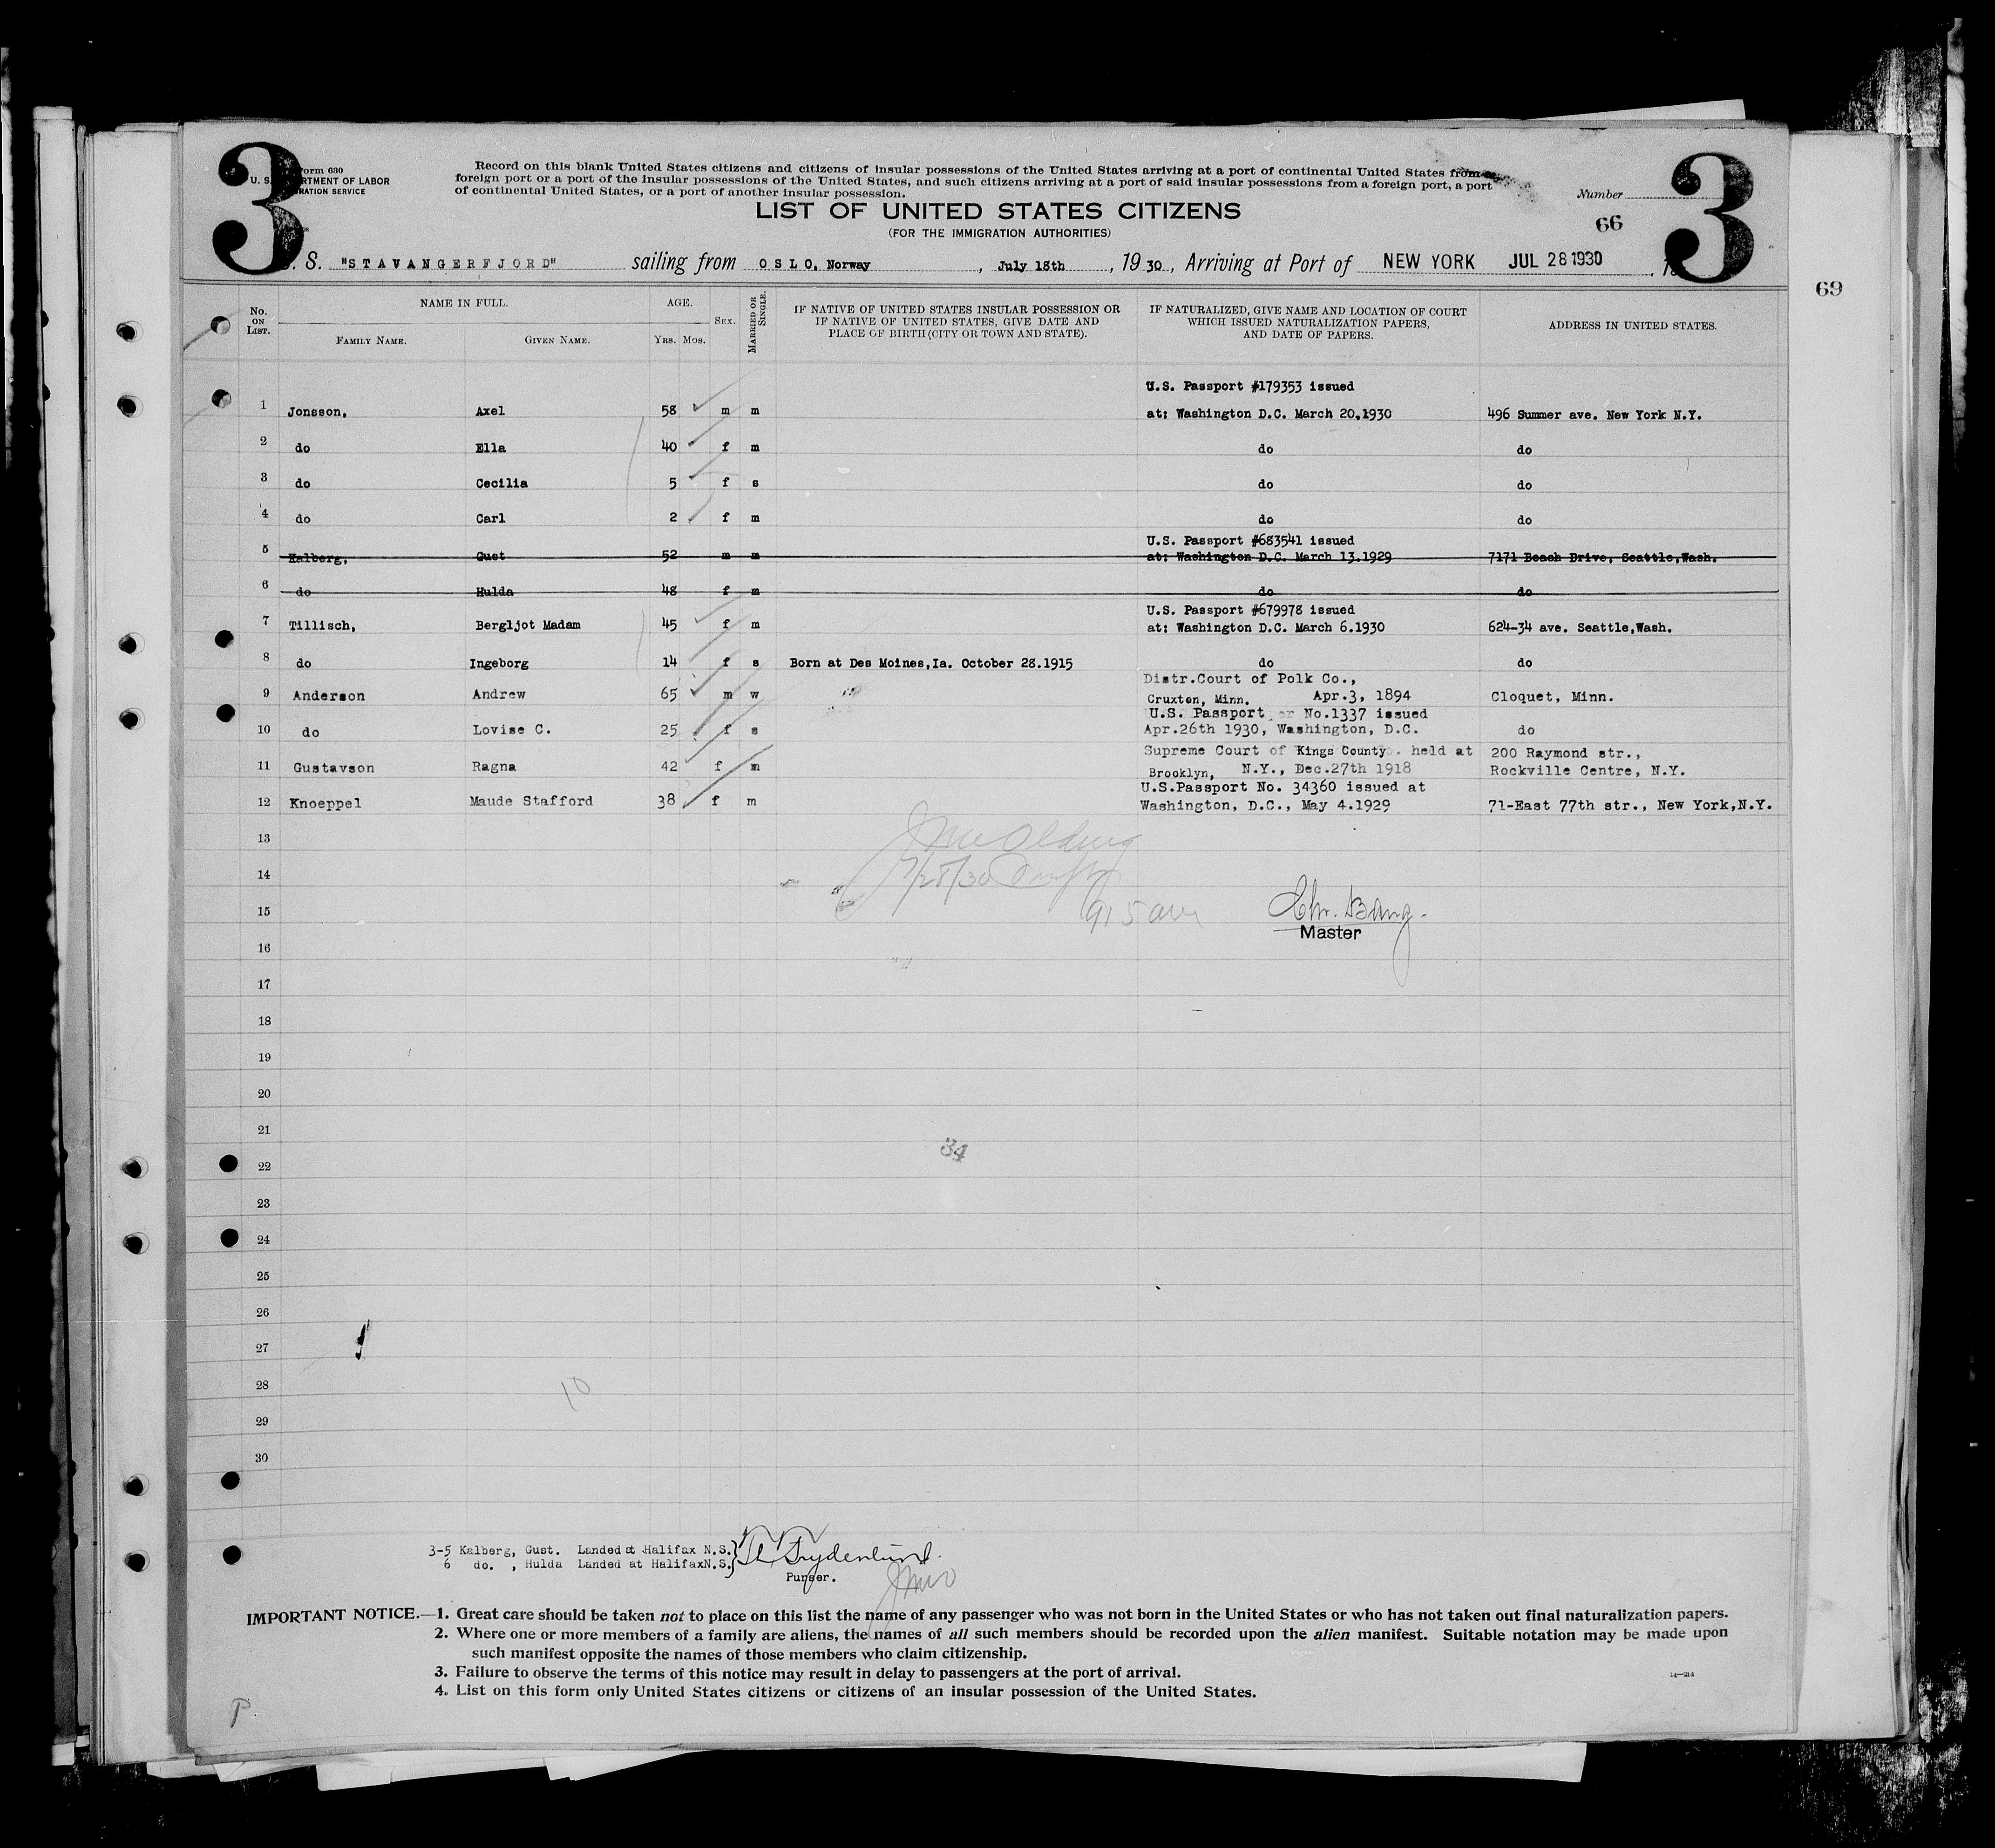 3
3
Form 630
U. S. DEPARTMENT OF LABOR
IMMIGRATION SERVICE
Record on this blank United States citizens and citizens of insular possessions of the United States arriving at a port of continental United States from a
foreign port or a port of the insular possessions of the United States, and such citizens arriving at a port of said insular possessions from a foreign port, a port
of continental United States, or a port of another insular possession.
Number
66
LIST OF UNITED STATES CITIZENS
(FOR THE IMMIGRATION AUTHORITIES)
S. S. "STAVANGERFJORD" sailing from OSLO, Norway, July 18th, 1930, Arriving at Port of NEW YORK JUL 28 1930
69
No. ON LIST.
NAME IN FULL.
FAMILY NAME. GIVEN NAME.
AGE.
YRS. MOS.
SEX.
MARRIED OR SINGLE.
IF NATIVE OF UNITED STATES INSULAR POSSESSION OR
IF NATIVE OF UNITED STATES, GIVE DATE AND
PLACE OF BIRTH (CITY OR TOWN AND STATE).
IF NATURALIZED, GIVE NAME AND LOCATION OF COURT
WHICH ISSUED NATURALIZATION PAPERS,
AND DATE OF PAPERS.
ADDRESS IN UNITED STATES.
U.S. Passport #179353 issued
1 Jonsson, Axel 58 m m at: Washington D.C. March 20,1930 496 Summer ave. New York N.Y.
2 do Ella 40 f m do do
3 do Cecilia 5 f s do do
4 do Carl 2 f m do do
U.S. Passport #683541 issued
5 Kalberg, Gust 52 m m at: Washington D.C. March 13.1929 7171 Beach Drive, Seattle,Wash.
6 do Hulda 48 f m do do
U.S. Passport #679978 issued
7 Tillisch, Bergljot Madam 45 f m at: Washington D.C. March 6.1930 624-34 ave. Seattle,Wash.
8 do Ingeborg 14 f s Born at Des Moines,Ia. October 28.1915 do do
Distr.Court of Polk Co.,
9 Anderson Andrew 65 m w Cruxton, Minn. Apr.3, 1894 Cloquet, Minn.
U.S. Passport No.1337 issued
10 do Lovise C. 25 f s Apr.26th 1930, Washington, D.C. do
Supreme Court of Kings County. held at 200 Raymond str.,
11 Gustavson Ragna 42 f m Brooklyn, N.Y., Dec.27th 1918 Rockville Centre, N.Y.
U.S.Passport No. 34360 issued at
12 Knoeppel Maude Stafford 38 f m Washington, D.C., May 4.1929 71-East 77th str., New York,N.Y.
13
14 7/28/30
15 915 am Chr. Bang.
Master
16
17
18
19
20
21
34
22
23
24
25
26
27
28
10
29
30
3-5 Kalberg, Gust. Landed at Halifax N.S.
6 do. , Hulda Landed at HalifaxN.S.
Purser.
IMPORTANT NOTICE.—1. Great care should be taken not to place on this list the name of any passenger who was not born in the United States or who has not taken out final naturalization papers.
2. Where one or more members of a family are aliens, the names of all such members should be recorded upon the alien manifest. Suitable notation may be made upon
such manifest opposite the names of those members who claim citizenship.
3. Failure to observe the terms of this notice may result in delay to passengers at the port of arrival.
4. List on this form only United States citizens or citizens of an insular possession of the United States.
14—214
P